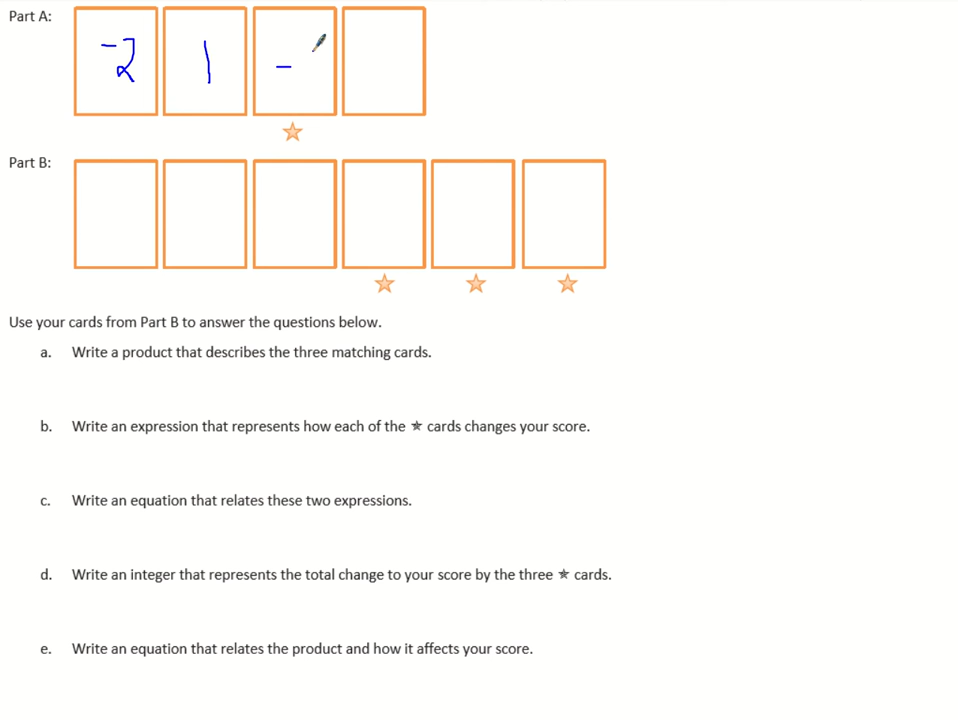 Part A:
-2 1 -
Part B:
Use your cards from Part B to answer the questions below.
a. Write a product that describes the three matching cards.
b. Write an expression that represents how each of the ★ cards changes your score.
c. Write an equation that relates these two expressions.
d. Write an integer that represents the total change to your score by the three ★ cards.
e. Write an equation that relates the product and how it affects your score.